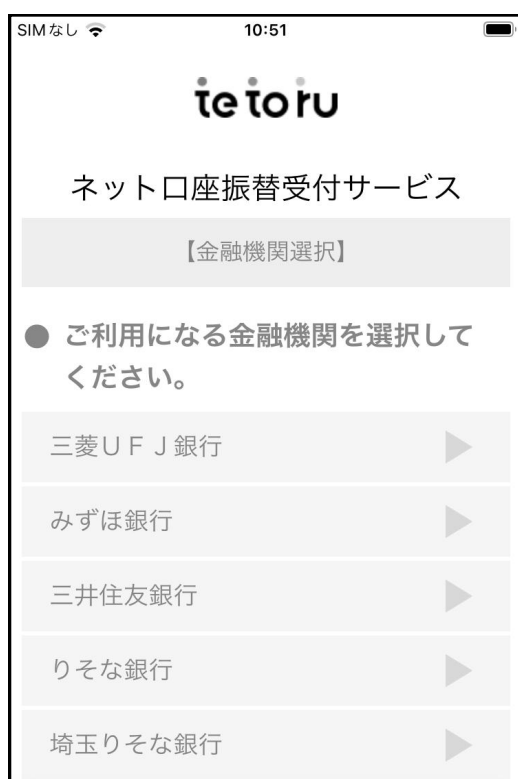 SIMなし 10:51
tetoru
ネット口座振替受付サービス
【金融機関選択】
● ご利用になる金融機関を選択して
ください。
三菱UFJ銀行
みずほ銀行
三井住友銀行
りそな銀行
埼玉りそな銀行